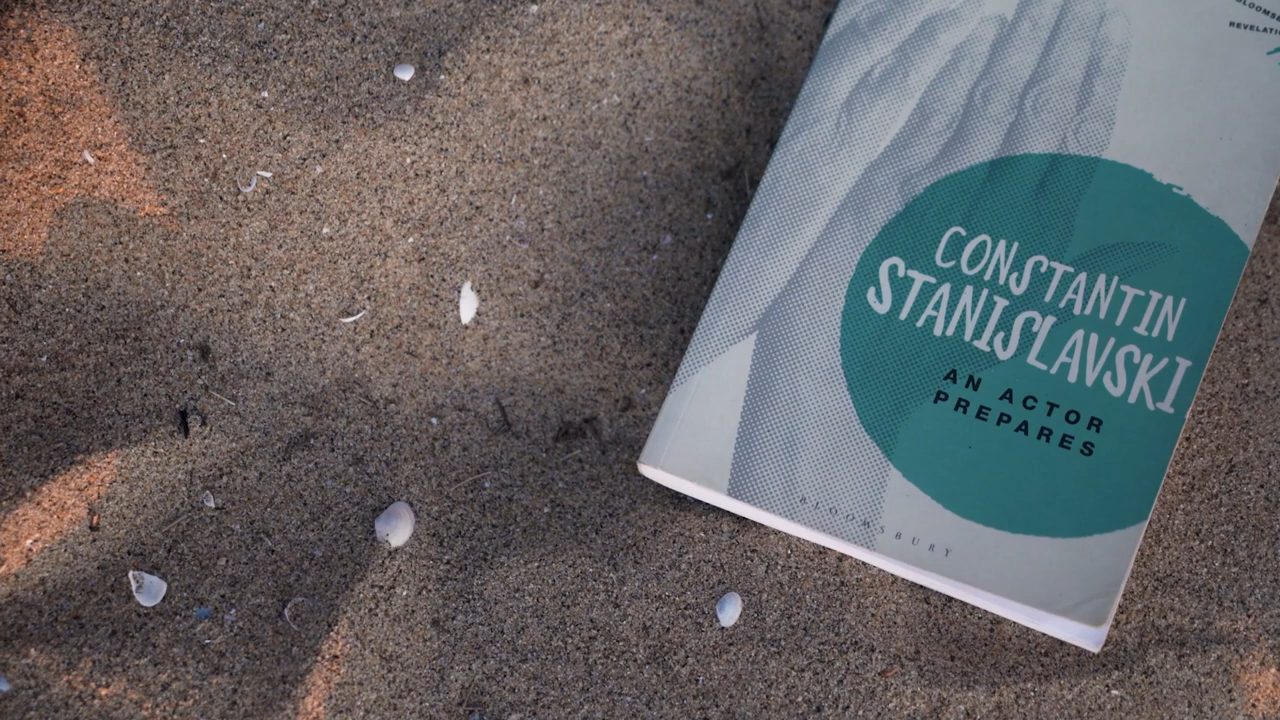 CONSTANTIN
STANISLAVSKI
AN ACTOR
PREPARES
BLOOMSBURY